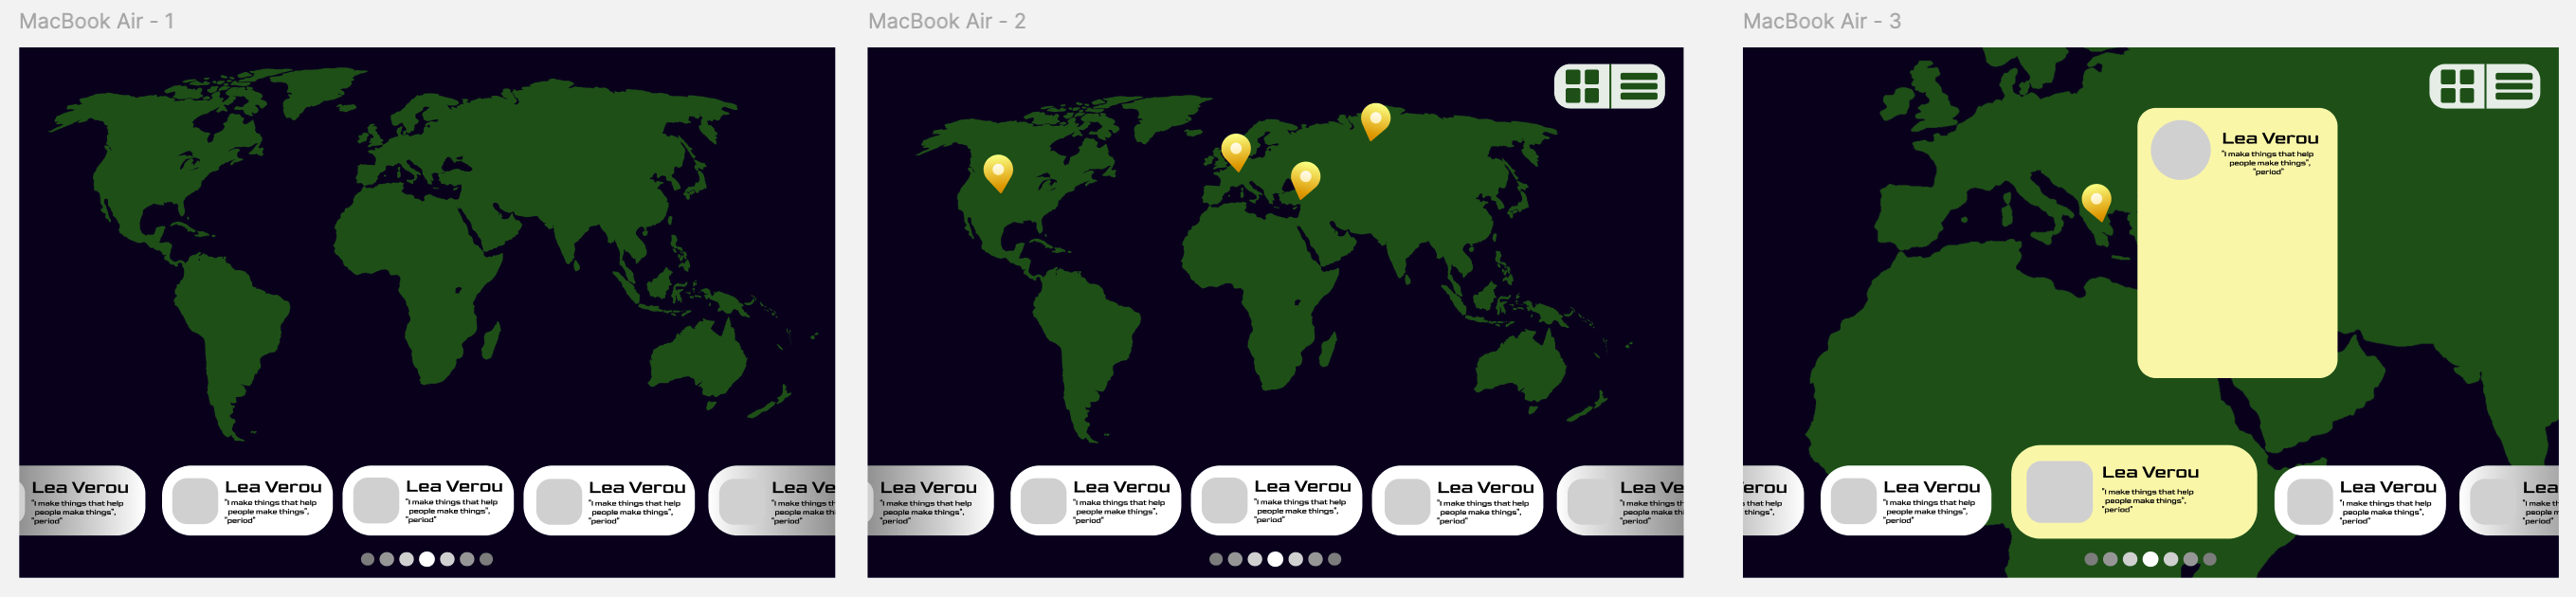 MacBook Air - 1
Lea Verou
"I make things that help
people make things",
"period"
Lea Verou
"I make things that help
people make things",
"period"
Lea Verou
"I make things that help
people make things",
"period"
Lea Verou
"I make things that help
people make things",
"period"
Lea Ve
"I make things th
people make th
"period"
MacBook Air - 2
Lea Verou
"I make things that help
people make things",
"period"
Lea Verou
"I make things that help
people make things",
"period"
Lea Verou
"I make things that help
people make things",
"period"
Lea Verou
"I make things that help
people make things",
"period"
Lea Ve
"I make things th
people make th
"period"
MacBook Air - 3
Lea Verou
"I make things that help
people make things",
"period"
erou
things that help
make things",
Lea Verou
"I make things that help
people make things",
"period"
Lea Verou
"I make things that help
people make things",
"period"
Lea Verou
"I make things that help
people make things",
"period"
Lea
"I make th
people m
"period"